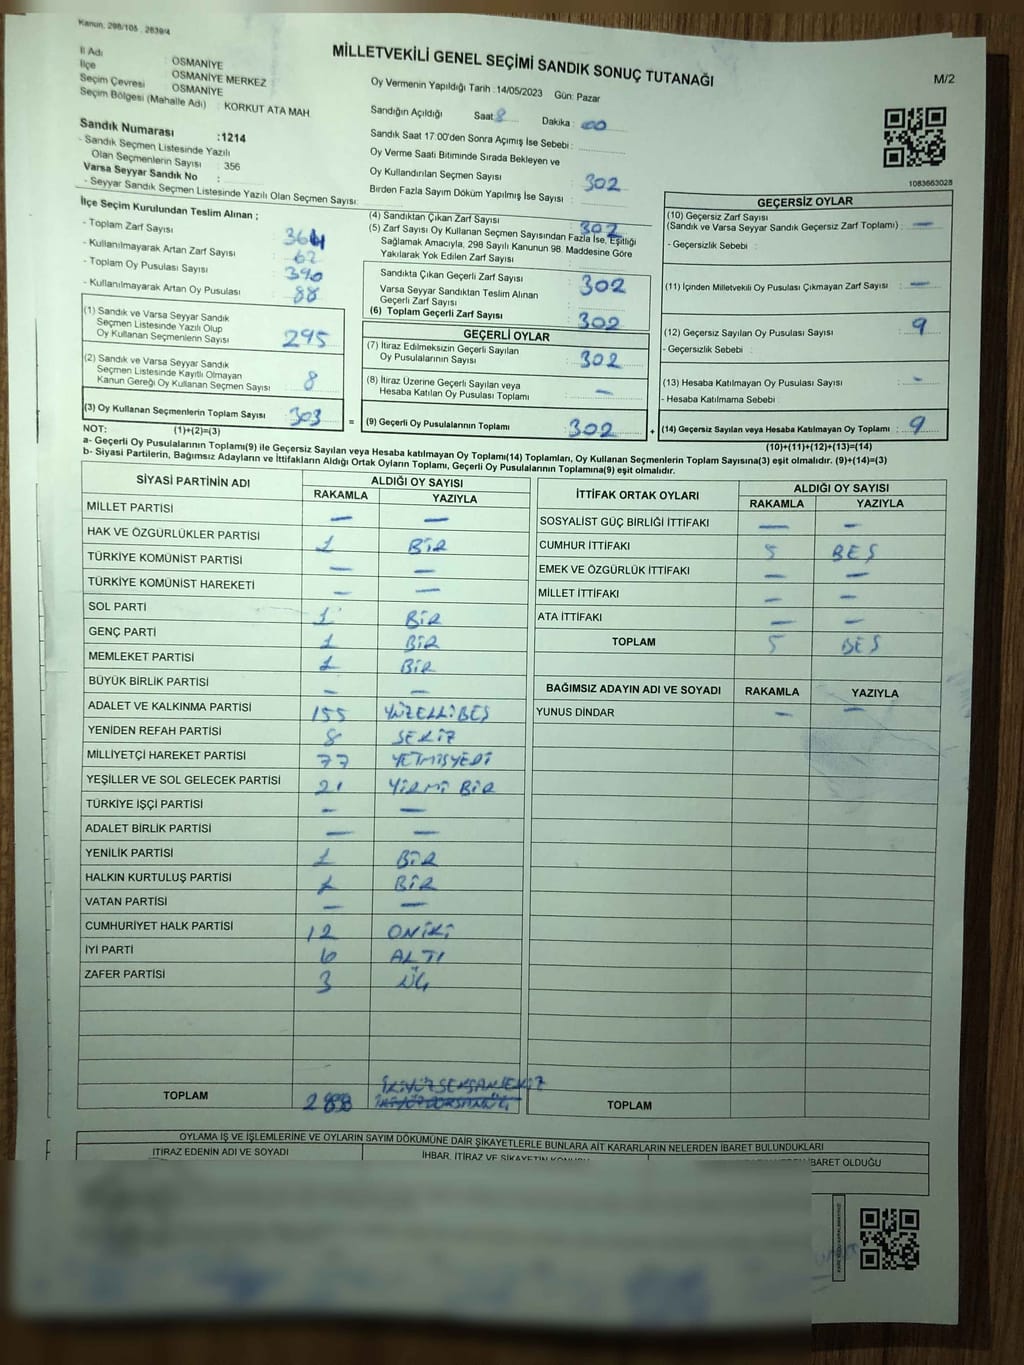 Kanun, 298/105 . 2839/4
MİLLETVEKİLİ GENEL SEÇİMİ SANDIK SONUÇ TUTANAĞI
M/2
İl Adı OSMANİYE
İlçe OSMANİYE MERKEZ
Seçim Çevresi OSMANİYE
Seçim Bölgesi (Mahalle Adı) : KORKUT ATA MAH
Sandık Numarası :1214
- Sandık Seçmen Listesinde Yazılı
Olan Seçmenlerin Sayısı : 356
Varsa Seyyar Sandık No :
- Seyyar Sandık Seçmen Listesinde Yazılı Olan Seçmen Sayısı:
Oy Vermenin Yapıldığı Tarih :14/05/2023 Gün: Pazar
Sandığın Açıldığı Saat 8 Dakika : 00
Sandık Saat 17:00'den Sonra Açımış İse Sebebi :
Oy Verme Saati Bitiminde Sırada Bekleyen ve
Oy Kullandırılan Seçmen Sayısı : 302
Birden Fazla Sayım Döküm Yapılmış İse Sayısı :
1083663028
İlçe Seçim Kurulundan Teslim Alınan ;
- Toplam Zarf Sayısı : 364
- Kullanılmayarak Artan Zarf Sayısı : 62
- Toplam Oy Pusulası Sayısı : 390
- Kullanılmayarak Artan Oy Pusulası : 88
(1) Sandık ve Varsa Seyyar Sandık
Seçmen Listesinde Yazılı Olup
Oy Kullanan Seçmenlerin Sayısı : 295
(2) Sandık ve Varsa Seyyar Sandık
Seçmen Listesinde Kayıtlı Olmayan
Kanun Gereği Oy Kullanan Seçmen Sayısı : 8
(3) Oy Kullanan Seçmenlerin Toplam Sayısı : 303 =
(4) Sandıktan Çıkan Zarf Sayısı : 302
(5) Zarf Sayısı Oy Kullanan Seçmen Sayısından Fazla İse, Eşitliği
Sağlamak Amacıyla, 298 Sayılı Kanunun 98. Maddesine Göre
Yakılarak Yok Edilen Zarf Sayısı :
Sandıkta Çıkan Geçerli Zarf Sayısı : 302
Varsa Seyyar Sandıktan Teslim Alınan
Geçerli Zarf Sayısı :
(6) Toplam Geçerli Zarf Sayısı : 302
GEÇERLİ OYLAR
(7) İtiraz Edilmeksizin Geçerli Sayılan
Oy Pusulalarının Sayısı : 302
(8) İtiraz Üzerine Geçerli Sayılan veya
Hesaba Katılan Oy Pusulası Toplamı : —
(9) Geçerli Oy Pusulalarının Toplamı : 302 +
GEÇERSİZ OYLAR
(10) Geçersiz Zarf Sayısı
(Sandık ve Varsa Seyyar Sandık Geçersiz Zarf Toplamı) : —
- Geçersizlik Sebebi :
(11) İçinden Milletvekili Oy Pusulası Çıkmayan Zarf Sayısı : —
(12) Geçersiz Sayılan Oy Pusulası Sayısı : 9
- Geçersizlik Sebebi :
(13) Hesaba Katılmayan Oy Pusulası Sayısı : -
- Hesaba Katılmama Sebebi :
(14) Geçersiz Sayılan veya Hesaba Katılmayan Oy Toplamı : 9
NOT: (1)+(2)=(3)
(10)+(11)+(12)+(13)=(14)
a- Geçerli Oy Pusulalarının Toplamı(9) ile Geçersiz Sayılan veya Hesaba katılmayan Oy Toplamı(14) Toplamları, Oy Kullanan Seçmenlerin Toplam Sayısına(3) eşit olmalıdır. (9)+(14)=(3)
b- Siyasi Partilerin, Bağımsız Adayların ve İttifakların Aldığı Ortak Oyların Toplamı, Geçerli Oy Pusulalarının Toplamına(9) eşit olmalıdır.
SİYASİ PARTİNİN ADI ALDIĞI OY SAYISI
RAKAMLA YAZIYLA
MİLLET PARTİSİ — —
HAK VE ÖZGÜRLÜKLER PARTİSİ 1 BİR
TÜRKİYE KOMÜNİST PARTİSİ — —
TÜRKİYE KOMÜNİST HAREKETİ — —
SOL PARTİ 1 BİR
GENÇ PARTİ 1 BİR
MEMLEKET PARTİSİ 1 BİR
BÜYÜK BİRLİK PARTİSİ — —
ADALET VE KALKINMA PARTİSİ 155 YÜZELLİBEŞ
YENİDEN REFAH PARTİSİ 8 SEKİZ
MİLLİYETÇİ HAREKET PARTİSİ 77 YETMİŞYEDİ
YEŞİLLER VE SOL GELECEK PARTİSİ 21 YİRMİ BİR
TÜRKİYE İŞÇİ PARTİSİ — —
ADALET BİRLİK PARTİSİ — —
YENİLİK PARTİSİ 1 BİR
HALKIN KURTULUŞ PARTİSİ 1 BİR
VATAN PARTİSİ — —
CUMHURİYET HALK PARTİSİ 12 ONİKİ
İYİ PARTİ 6 ALTI
ZAFER PARTİSİ 3 ÜÇ
TOPLAM 288 İKİYÜZSEKSANSEKİZ
İTTİFAK ORTAK OYLARI ALDIĞI OY SAYISI
RAKAMLA YAZIYLA
SOSYALİST GÜÇ BİRLİĞİ İTTİFAKI — —
CUMHUR İTTİFAKI 5 BEŞ
EMEK VE ÖZGÜRLÜK İTTİFAKI — —
MİLLET İTTİFAKI — —
ATA İTTİFAKI — —
TOPLAM 5 BEŞ
BAĞIMSIZ ADAYIN ADI VE SOYADI RAKAMLA YAZIYLA
YUNUS DİNDAR — —
TOPLAM
OYLAMA İŞ VE İŞLEMLERİNE VE OYLARIN SAYIM DÖKÜMÜNE DAİR ŞİKAYETLERLE BUNLARA AİT KARARLARIN NELERDEN İBARET BULUNDUKLARI
İTİRAZ EDENİN ADI VE SOYADI
İHBAR, İTİRAZ VE ŞİKAYETİN KONUSU
İBARET OLDUĞU